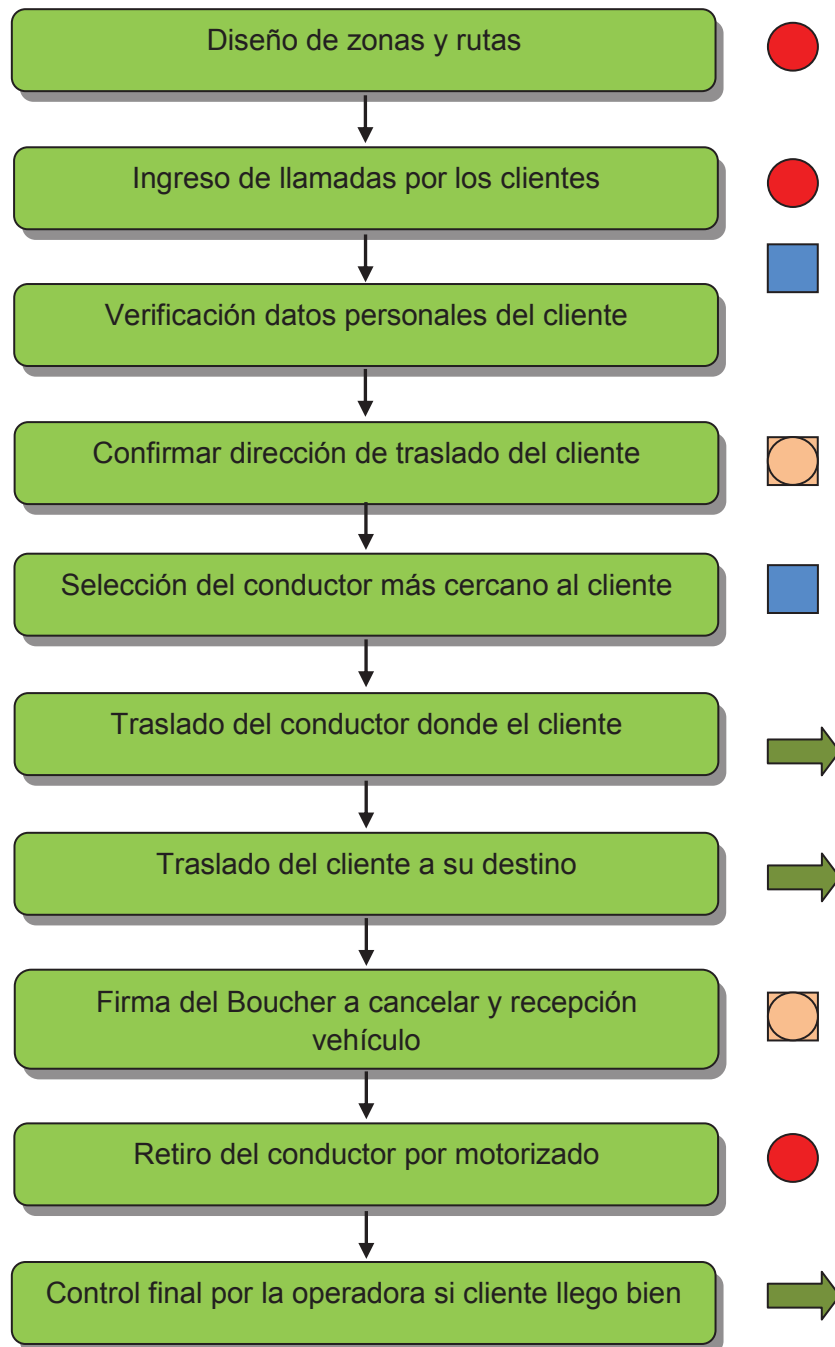 Diseño de zonas y rutas
Ingreso de llamadas por los clientes
Verificación datos personales del cliente
Confirmar dirección de traslado del cliente
Selección del conductor más cercano al cliente
Traslado del conductor donde el cliente
Traslado del cliente a su destino
Firma del Boucher a cancelar y recepción
vehículo
Retiro del conductor por motorizado
Control final por la operadora si cliente llego bien